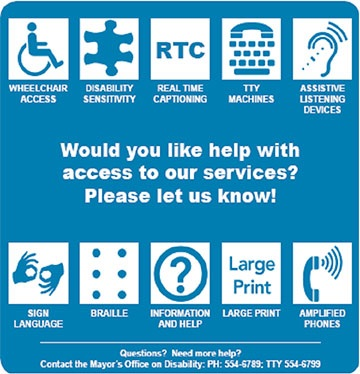 RTC
WHEELCHAIR ACCESS
DISABILITY SENSITIVITY
REAL TIME CAPTIONING
TTY MACHINES
ASSISTIVE LISTENING DEVICES
Would you like help with
access to our services?
Please let us know!
Large
Print
SIGN LANGUAGE
BRAILLE
INFORMATION AND HELP
LARGE PRINT
AMPLIFIED PHONES
Questions? Need more help?
Contact the Mayor's Office on Disability: PH: 554-6789; TTY 554-6799